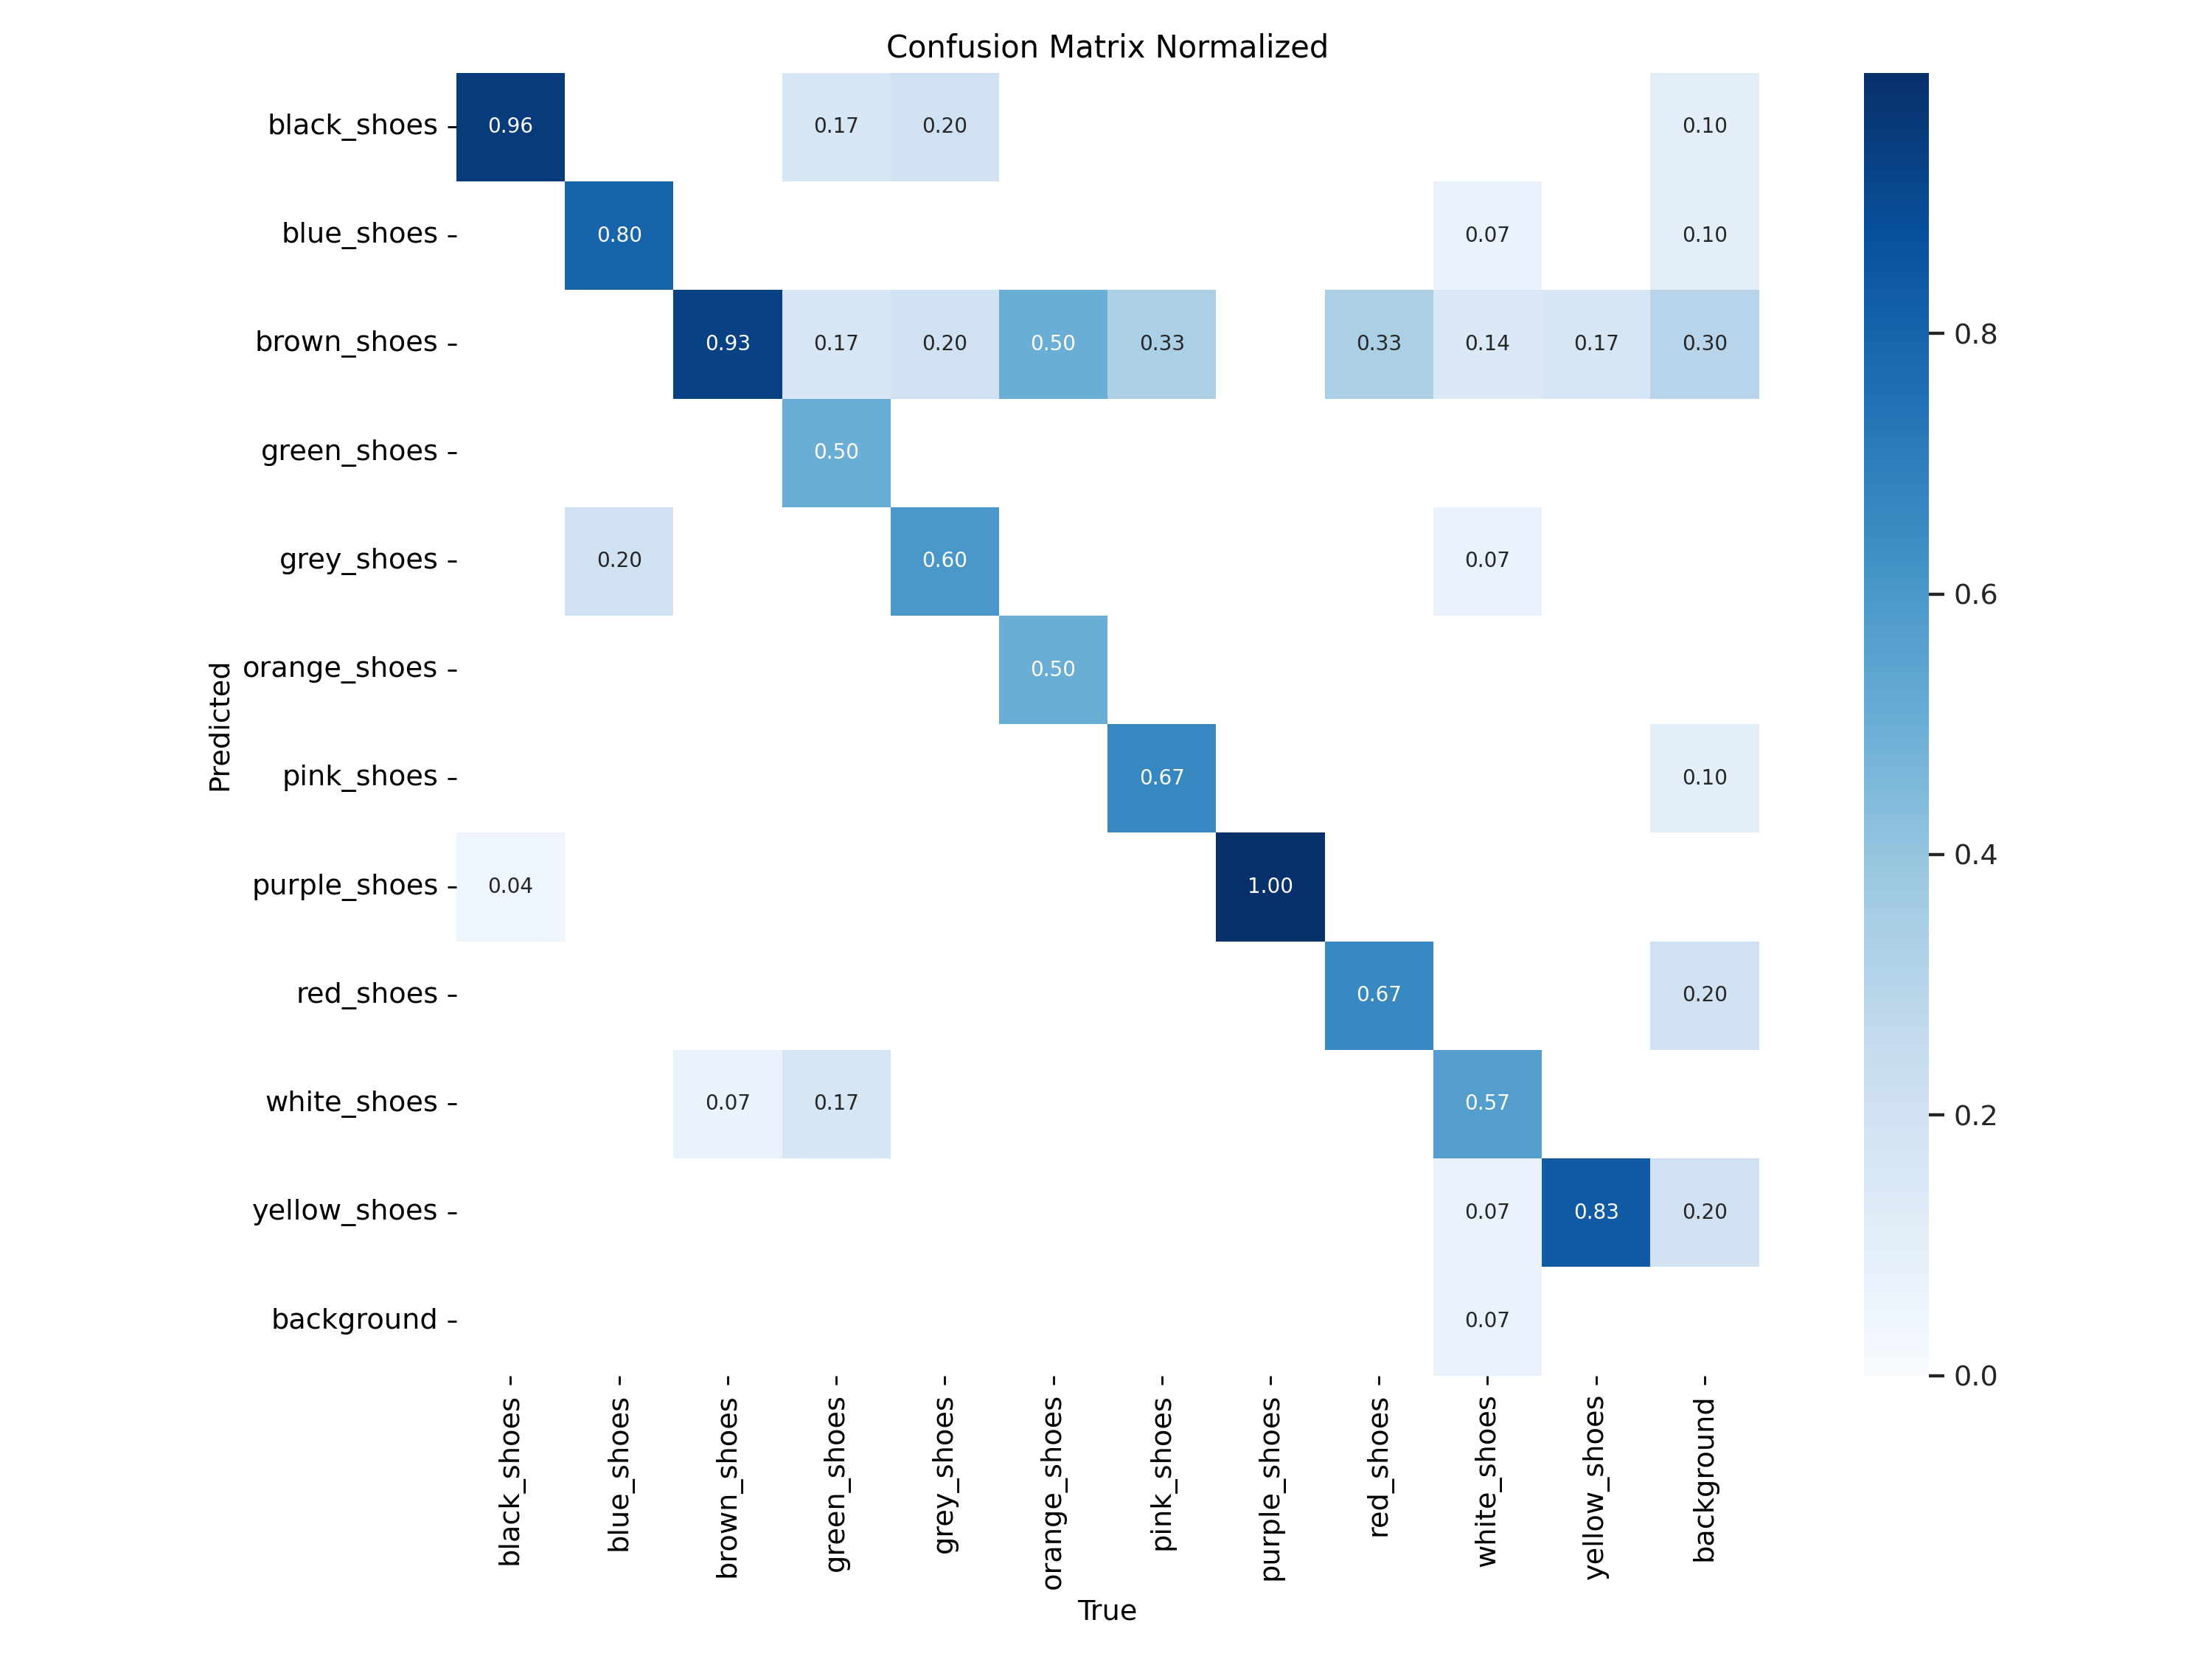 Confusion Matrix Normalized
black_shoes 0.96 0.17 0.20 0.10
blue_shoes 0.80 0.07 0.10
brown_shoes 0.93 0.17 0.20 0.50 0.33 0.33 0.14 0.17 0.30
green_shoes 0.50
grey_shoes 0.20 0.60 0.07
orange_shoes 0.50
pink_shoes 0.67 0.10
purple_shoes 0.04 1.00
red_shoes 0.67 0.20
white_shoes 0.07 0.17 0.57
yellow_shoes 0.07 0.83 0.20
background 0.07
Predicted
black_shoes
blue_shoes
brown_shoes
green_shoes
grey_shoes
orange_shoes
pink_shoes
purple_shoes
red_shoes
white_shoes
yellow_shoes
background
True
0.8
0.6
0.4
0.2
0.0